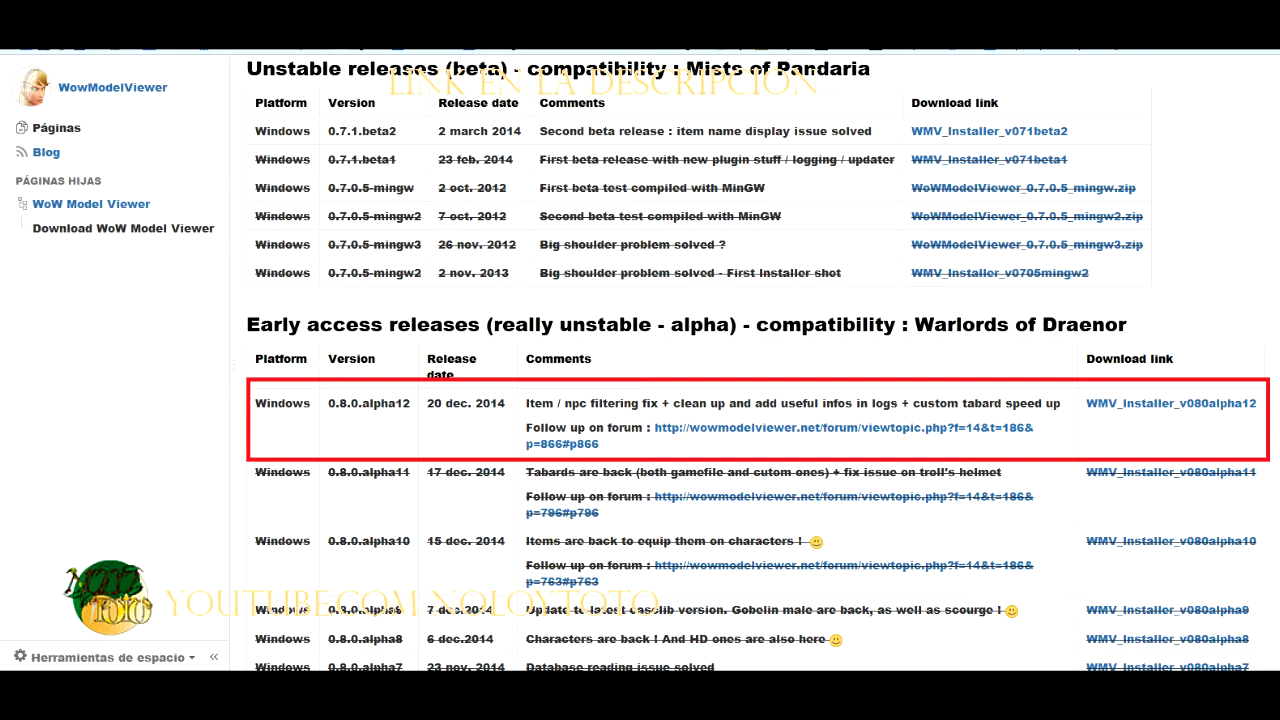 Unstable releases (beta) - compatibility : Mists of Pandaria
LINK EN LA DESCRIPCION
WowModelViewer
Páginas
Blog
PÁGINAS HIJAS
WoW Model Viewer
Download WoW Model Viewer
Platform Version Release date Comments Download link
Windows 0.7.1.beta2 2 march 2014 Second beta release : item name display issue solved WMV_Installer_v071beta2
Windows 0.7.1.beta1 23 feb. 2014 First beta release with new plugin stuff / logging / updater WMV_Installer_v071beta1
Windows 0.7.0.5-mingw 2 oct. 2012 First beta test compiled with MinGW WoWModelViewer_0.7.0.5_mingw.zip
Windows 0.7.0.5-mingw2 7 oct. 2012 Second beta test compiled with MinGW WoWModelViewer_0.7.0.5_mingw2.zip
Windows 0.7.0.5-mingw3 26 nov. 2012 Big shoulder problem solved ? WoWModelViewer_0.7.0.5_mingw3.zip
Windows 0.7.0.5-mingw2 2 nov. 2013 Big shoulder problem solved - First Installer shot WMV_Installer_v0705mingw2
Early access releases (really unstable - alpha) - compatibility : Warlords of Draenor
Platform Version Release date Comments Download link
Windows 0.8.0.alpha12 20 dec. 2014 Item / npc filtering fix + clean up and add useful infos in logs + custom tabard speed up WMV_Installer_v080alpha12
Follow up on forum : http://wowmodelviewer.net/forum/viewtopic.php?f=14&t=186&
p=866#p866
Windows 0.8.0.alpha11 17 dec. 2014 Tabards are back (both gamefile and cutom ones) + fix issue on troll's helmet WMV_Installer_v080alpha11
Follow up on forum : http://wowmodelviewer.net/forum/viewtopic.php?f=14&t=186&
p=796#p796
Windows 0.8.0.alpha10 15 dec. 2014 Items are back to equip them on characters ! WMV_Installer_v080alpha10
Follow up on forum : http://wowmodelviewer.net/forum/viewtopic.php?f=14&t=186&
p=763#p763
Windows 0.8.0.alpha9 7 dec.2014 Update to latest casclib version. Gobelin male are back, as well as scourge ! WMV_Installer_v080alpha9
NOLOY TOTO
YOUTUBE.COM/NOLOYTOTO
Windows 0.8.0.alpha8 6 dec.2014 Characters are back ! And HD ones are also here WMV_Installer_v080alpha8
Windows 0.8.0.alpha7 23 nov. 2014 Database reading issue solved WMV_Installer_v080alpha7
Herramientas de espacio